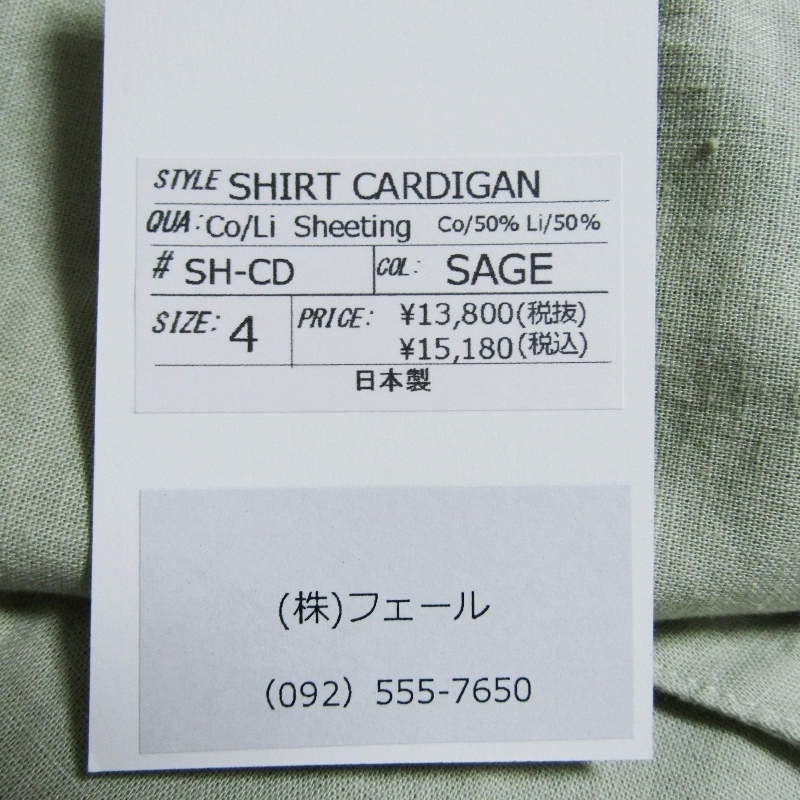 STYLE SHIRT CARDIGAN
QUA: Co/Li Sheeting Co/50% Li/50%
# SH-CD COL: SAGE
SIZE: 4 PRICE: ¥13,800(税抜)
¥15,180(税込)
日本製
(株)フェール
(092) 555-7650